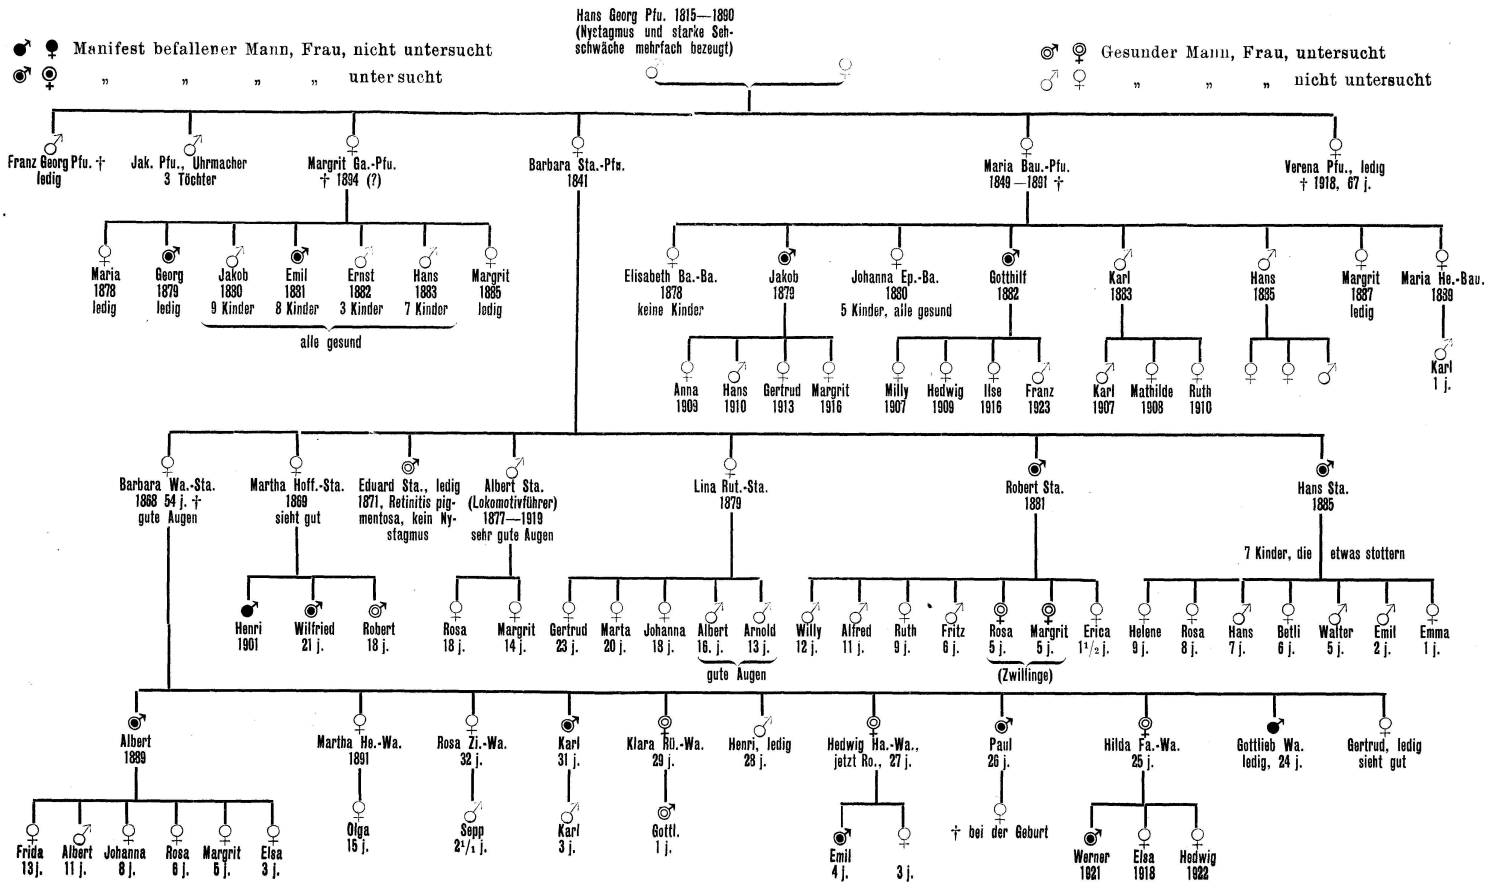 Hans Georg Pfu. 1815—1890
(Nystagmus und starke Seh-
schwäche mehrfach bezeugt)
Manifest befallener Mann, Frau, nicht untersucht
„ „ „ „ untersucht
Gesunder Mann, Frau, untersucht
„ „ „ nicht untersucht
Franz Georg Pfu. †
ledig
Jak. Pfu., Uhrmacher
3 Töchter
Margrit Ga.-Pfu.
† 1894 (?)
Barbara Sta.-Pfu.
1841
Maria Bau.-Pfu.
1849—1891 †
Verena Pfu., ledig
† 1918, 67 j.
Maria
1878
ledig
Georg
1879
ledig
Jakob
1880
9 Kinder
Emil
1881
8 Kinder
Ernst
1882
3 Kinder
Hans
1883
7 Kinder
Margrit
1885
ledig
alle gesund
Elisabeth Ba.-Ba.
1878
keine Kinder
Jakob
1879
Johanna Ep.-Ba.
1880
5 Kinder, alle gesund
Gotthilf
1882
Karl
1883
Hans
1885
Margrit
1887
ledig
Maria He.-Bau.
1889
Anna
1909
Hans
1910
Gertrud
1913
Margrit
1916
Milly
1907
Hedwig
1909
Ilse
1916
Franz
1923
Karl
1907
Mathilde
1908
Ruth
1910
Karl
1 j.
Barbara Wa.-Sta.
1868 54 j. †
gute Augen
Martha Hoff.-Sta.
1869
sieht gut
Eduard Sta., ledig
1871, Retinitis pig-
mentosa, kein Ny-
stagmus
Albert Sta.
(Lokomotivführer)
1877—1919
sehr gute Augen
Lina Rut.-Sta.
1879
Robert Sta.
1881
Hans Sta.
1885
7 Kinder, die etwas stottern
Henri
1901
Wilfried
21 j.
Robert
18 j.
Rosa
18 j.
Margrit
14 j.
Gertrud
23 j.
Marta
20 j.
Johanna
18 j.
Albert
16. j.
Arnold
13 j.
gute Augen
Willy
12 j.
Alfred
11 j.
Ruth
9 j.
Fritz
6 j.
Rosa
5 j.
Margrit
5 j.
(Zwillinge)
Erica
1 1/2 j.
Helene
9 j.
Rosa
8 j.
Hans
7 j.
Betli
6 j.
Walter
5 j.
Emil
2 j.
Emma
1 j.
Albert
1889
Martha He.-Wa.
1891
Rosa Zi.-Wa.
32 j.
Karl
31 j.
Klara Rü.-Wa.
29 j.
Henri, ledig
28 j.
Hedwig Ha.-Wa.,
jetzt Ro., 27 j.
Paul
26 j.
Hilda Fa.-Wa.
25 j.
Gottlieb Wa.
ledig, 24 j.
Gertrud, ledig
sieht gut
Frida
13 j.
Albert
11 j.
Johanna
8 j.
Rosa
6 j.
Margrit
5 j.
Elsa
3 j.
Olga
15 j.
Sepp
Karl
3 j.
Gottl.
1 j.
Emil
4 j.
3 j.
† bei der Geburt
Werner
1921
Elsa
1918
Hedwig
1922